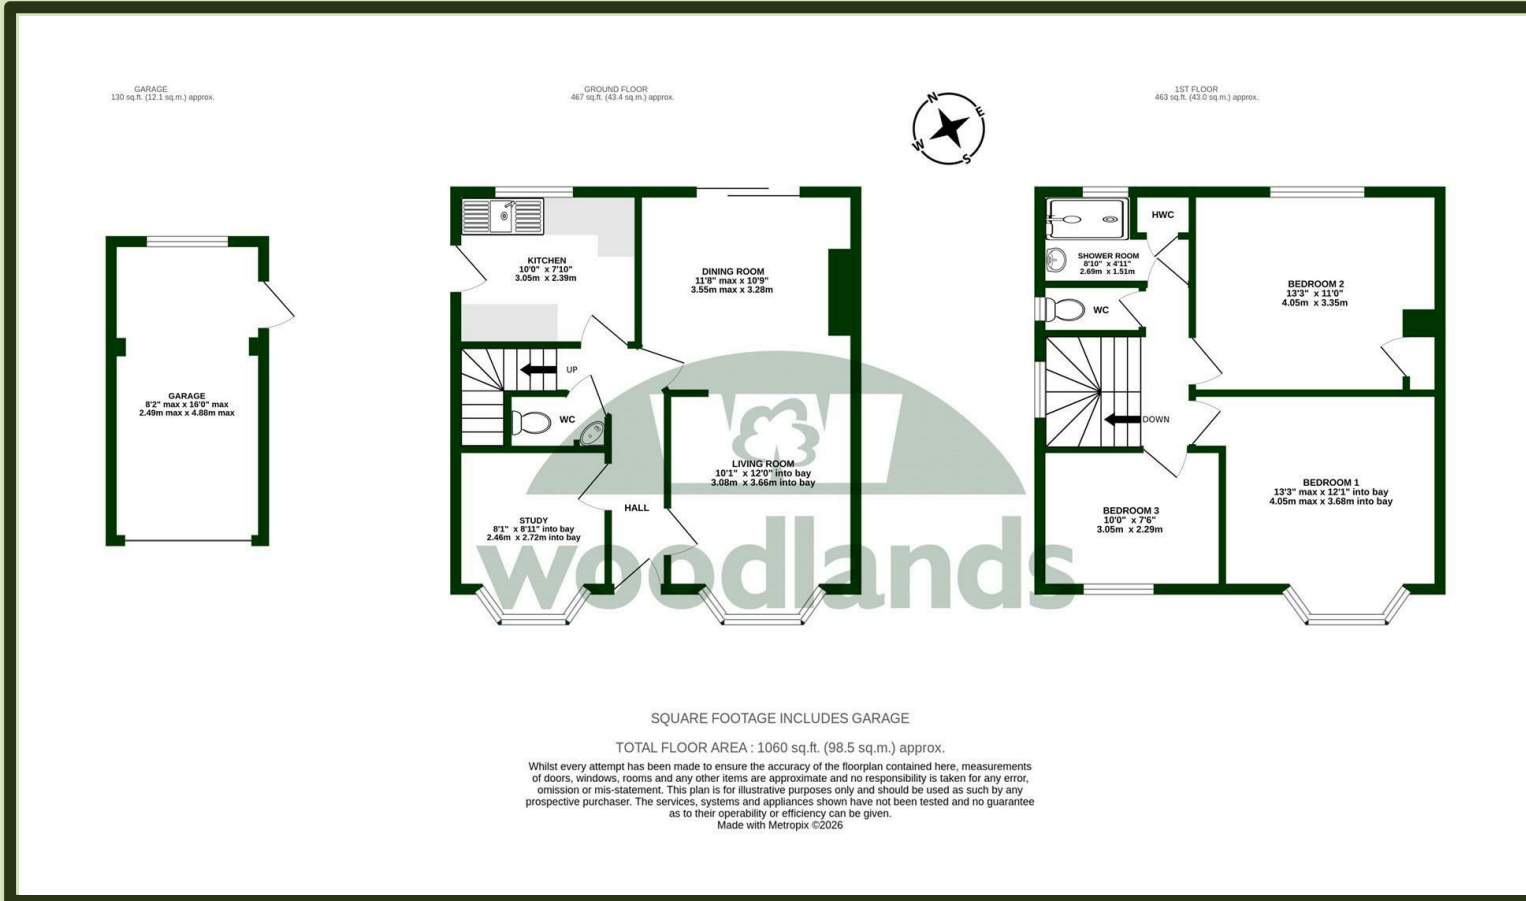 GARAGE
130 sq.ft. (12.1 sq.m.) approx.
GROUND FLOOR
467 sq.ft. (43.4 sq.m.) approx.
1ST FLOOR
463 sq.ft. (43.0 sq.m.) approx.
N
E
S
W
GARAGE
8'2" max x 16'0" max
2.49m max x 4.88m max
KITCHEN
10'0" x 7'10"
3.05m x 2.39m
DINING ROOM
11'8" max x 10'9"
3.55m max x 3.28m
UP
WC
LIVING ROOM
10'1" x 12'0" into bay
3.08m x 3.66m into bay
STUDY
8'1" x 8'11" into bay
2.46m x 2.72m into bay
HALL
woodlands
HWC
SHOWER ROOM
8'10" x 4'11"
2.69m x 1.51m
WC
BEDROOM 2
13'3" x 11'0"
4.05m x 3.35m
DOWN
BEDROOM 1
13'3" max x 12'1" into bay
4.05m max x 3.68m into bay
BEDROOM 3
10'0" x 7'6"
3.05m x 2.29m
SQUARE FOOTAGE INCLUDES GARAGE
TOTAL FLOOR AREA : 1060 sq.ft. (98.5 sq.m.) approx.
Whilst every attempt has been made to ensure the accuracy of the floorplan contained here, measurements
of doors, windows, rooms and any other items are approximate and no responsibility is taken for any error,
omission or mis-statement. This plan is for illustrative purposes only and should be used as such by any
prospective purchaser. The services, systems and appliances shown have not been tested and no guarantee
as to their operability or efficiency can be given.
Made with Metropix ©2026